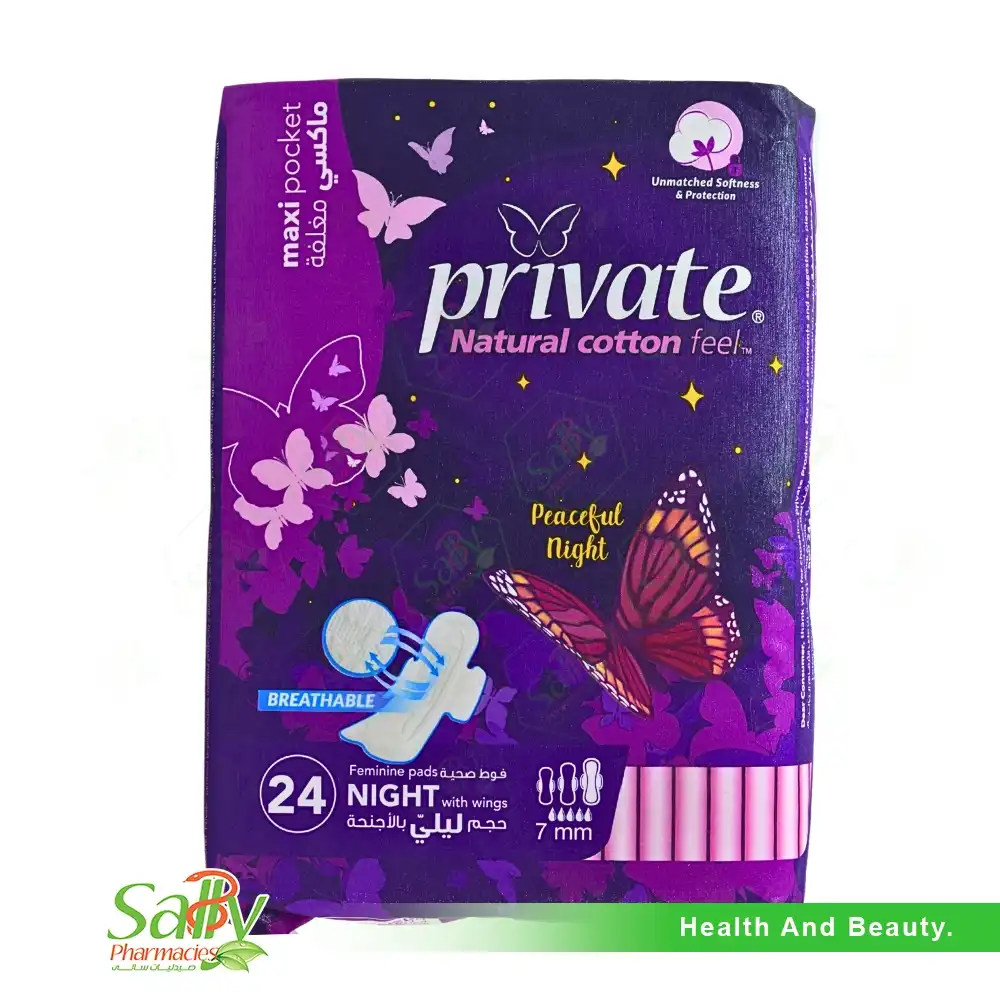 maxi pocket
ماكسي مغلفة
Unmatched Softness
& Protection
private®
Natural cotton feel™
Peaceful
Night
BREATHABLE
24
Feminine pads فوط صحية
NIGHT with wings
حجم ليليّ بالأجنحة
7 mm
Sally
Pharmacies
صيدليات سالي
Health And Beauty.